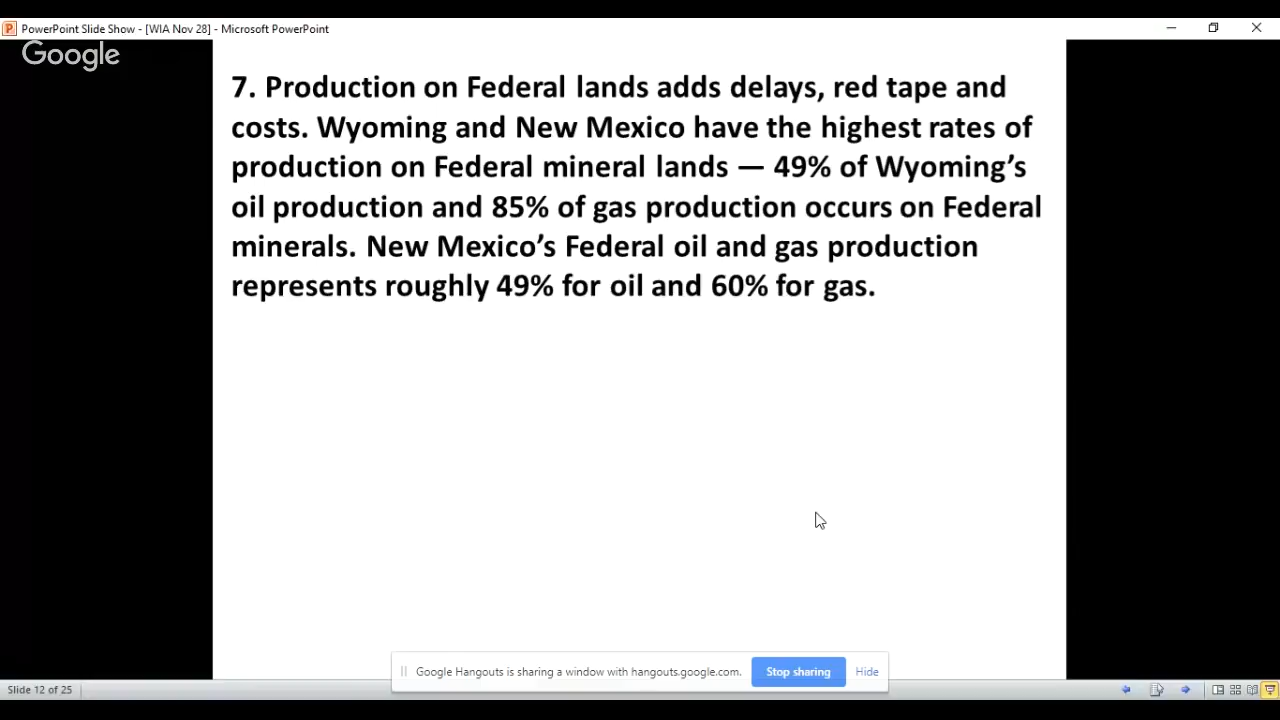 PowerPoint Slide Show - [WIA Nov 28] - Microsoft PowerPoint
Google
7. Production on Federal lands adds delays, red tape and
costs. Wyoming and New Mexico have the highest rates of
production on Federal mineral lands — 49% of Wyoming’s
oil production and 85% of gas production occurs on Federal
minerals. New Mexico’s Federal oil and gas production
represents roughly 49% for oil and 60% for gas.
Google Hangouts is sharing a window with hangouts.google.com. Stop sharing Hide
Slide 12 of 25